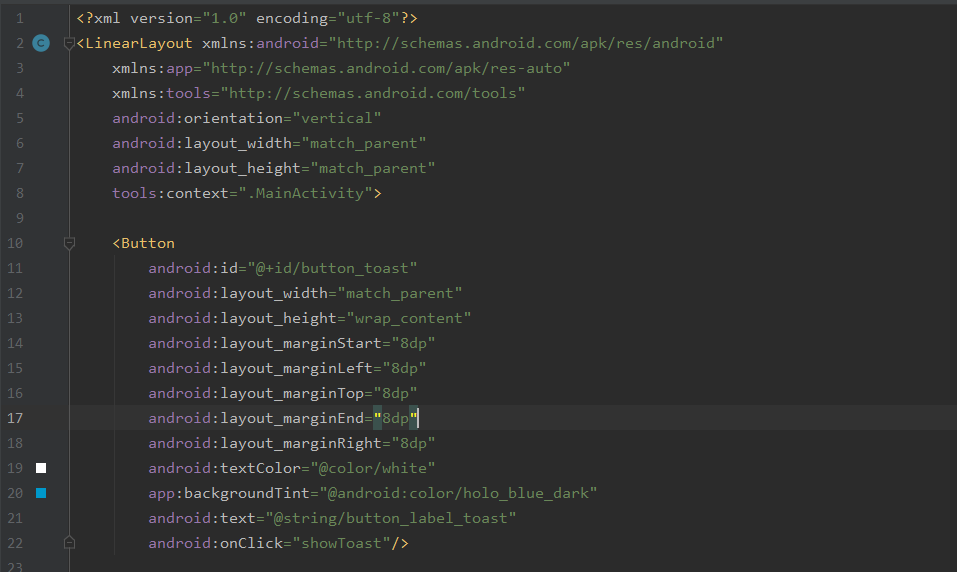 1 <?xml version="1.0" encoding="utf-8"?>
2 C <LinearLayout xmlns:android="http://schemas.android.com/apk/res/android"
3 xmlns:app="http://schemas.android.com/apk/res-auto"
4 xmlns:tools="http://schemas.android.com/tools"
5 android:orientation="vertical"
6 android:layout_width="match_parent"
7 android:layout_height="match_parent"
8 tools:context=".MainActivity">
9
10 <Button
11 android:id="@+id/button_toast"
12 android:layout_width="match_parent"
13 android:layout_height="wrap_content"
14 android:layout_marginStart="8dp"
15 android:layout_marginLeft="8dp"
16 android:layout_marginTop="8dp"
17 android:layout_marginEnd="8dp"
18 android:layout_marginRight="8dp"
19 android:textColor="@color/white"
20 app:backgroundTint="@android:color/holo_blue_dark"
21 android:text="@string/button_label_toast"
22 android:onClick="showToast"/>
23